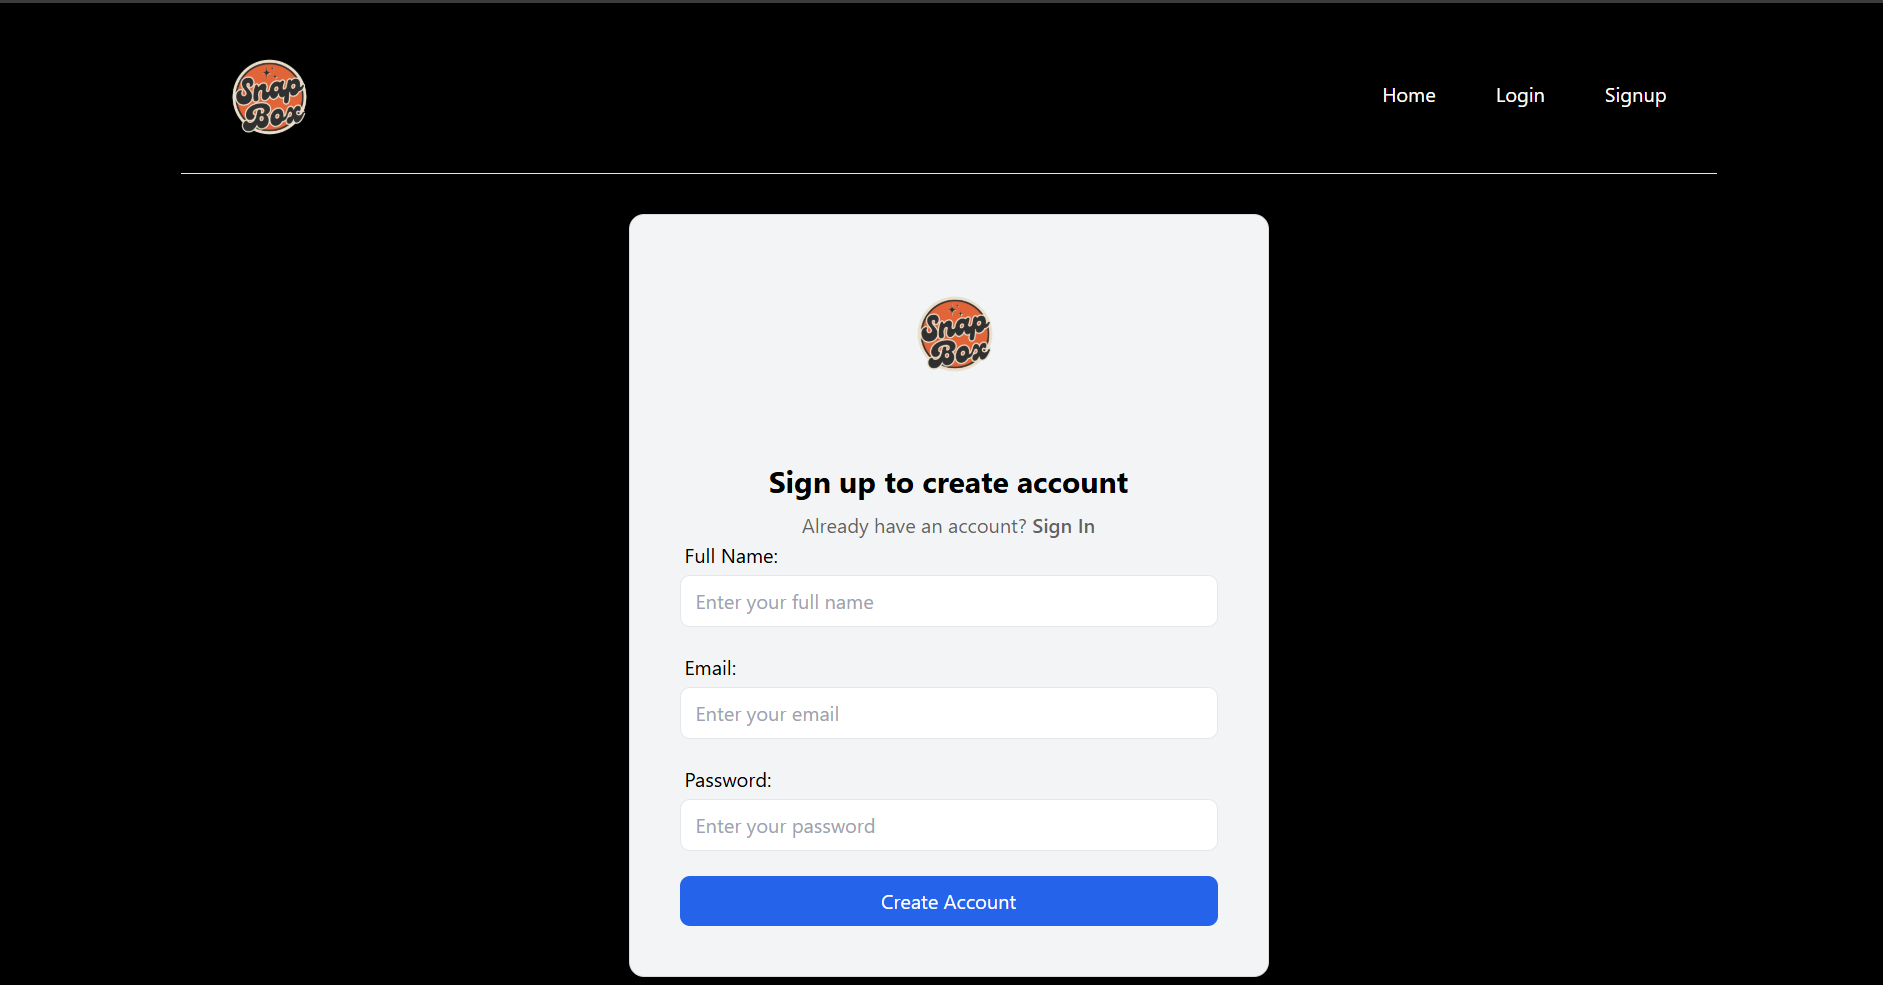 Snap
Box
Home Login Signup
Snap
Box
Sign up to create account
Already have an account? Sign In
Full Name:
Enter your full name
Email:
Enter your email
Password:
Enter your password
Create Account